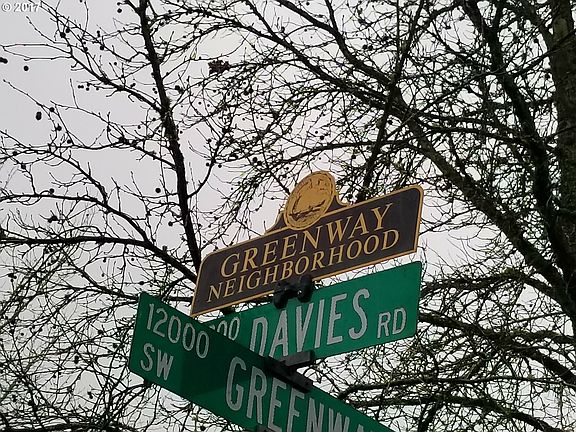 © 2017
GREENWAY
NEIGHBORHOOD
DAVIES RD
12000
SW